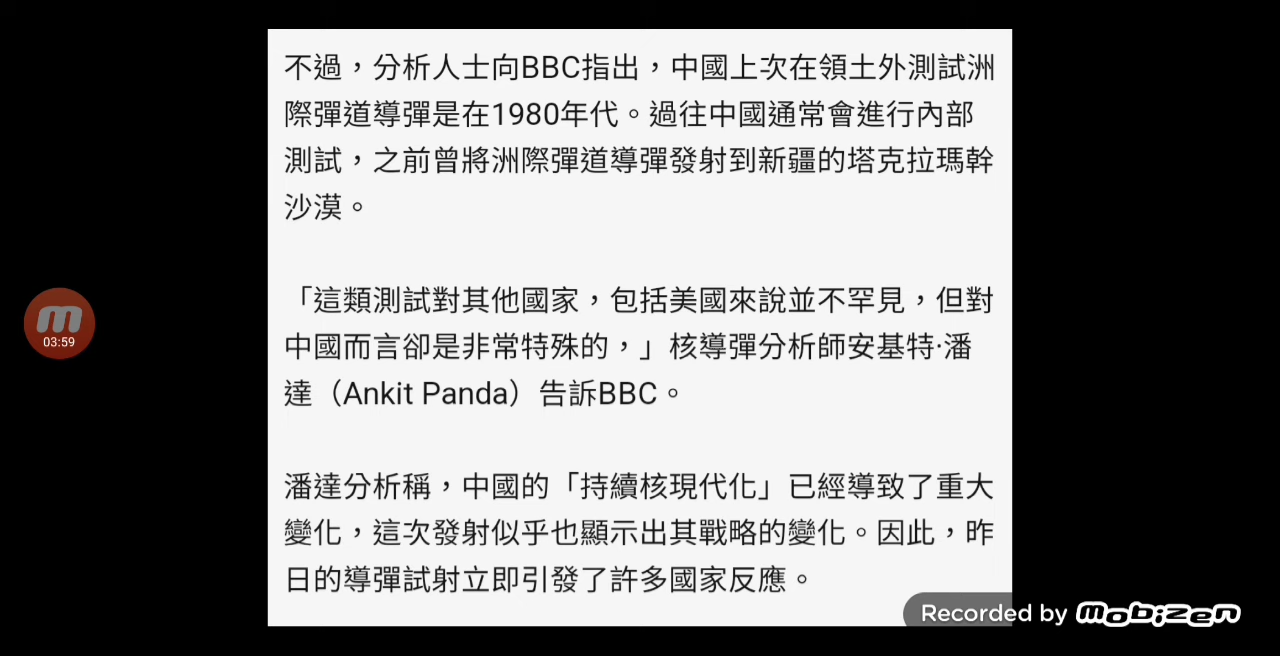 不過，分析人士向BBC指出，中國上次在領土外測試洲
際彈道導彈是在1980年代。過往中國通常會進行內部
測試，之前曾將洲際彈道導彈發射到新疆的塔克拉瑪幹
沙漠。
「這類測試對其他國家，包括美國來說並不罕見，但對
中國而言卻是非常特殊的，」核導彈分析師安基特·潘
達（Ankit Panda）告訴BBC。
潘達分析稱，中國的「持續核現代化」已經導致了重大
變化，這次發射似乎也顯示出其戰略的變化。因此，昨
日的導彈試射立即引發了許多國家反應。
m
03:59
Recorded by mobizen